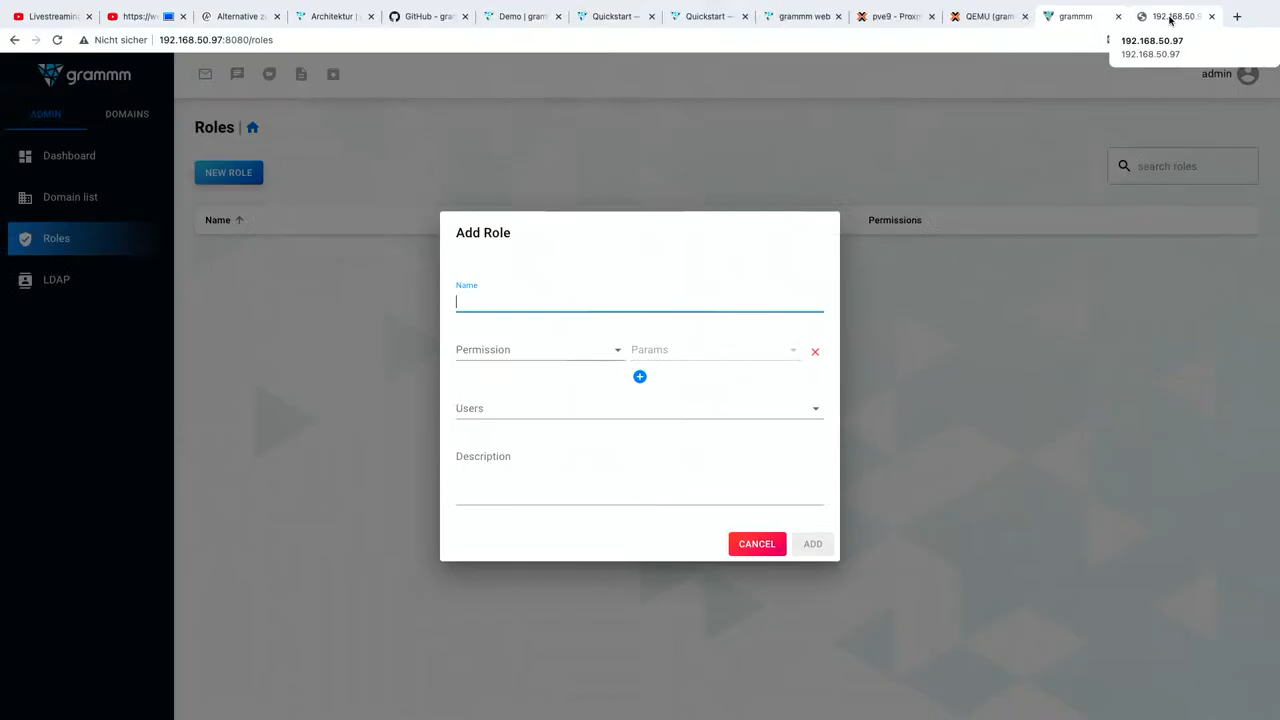 Livestreaming
https://we
Alternative z
Architektur |
GitHub - gra
Demo | gram
Quickstart —
Quickstart —
grammm web
pve9 - Proxm
QEMU (gram
grammm
192.168.50.9
Nicht sicher
192.168.50.97:8080/roles
192.168.50.97
192.168.50.97
grammm
admin
ADMIN
DOMAINS
Roles |
Dashboard
NEW ROLE
search roles
Domain list
Name
Permissions
Roles
LDAP
Add Role
Name
Permission
Params
Users
Description
CANCEL
ADD